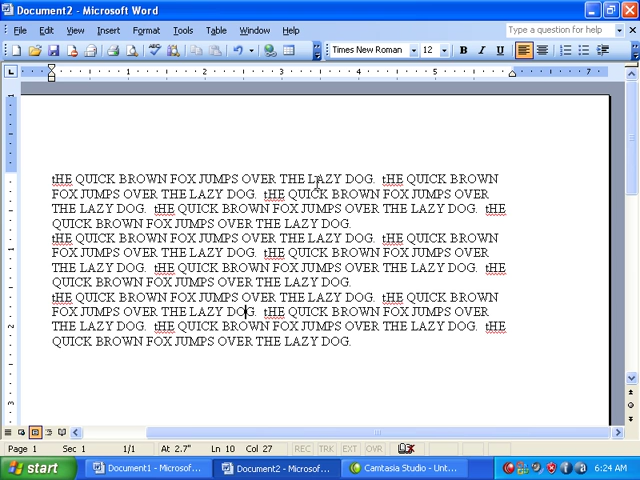 Document2 - Microsoft Word
File Edit View Insert Format Tools Table Window Help
Type a question for help
Times New Roman 12 B I U
1 2 3 4 5 7
tHE QUICK BROWN FOX JUMPS OVER THE LAZY DOG. tHE QUICK BROWN
FOX JUMPS OVER THE LAZY DOG. tHE QUICK BROWN FOX JUMPS OVER
THE LAZY DOG. tHE QUICK BROWN FOX JUMPS OVER THE LAZY DOG. tHE
QUICK BROWN FOX JUMPS OVER THE LAZY DOG.
tHE QUICK BROWN FOX JUMPS OVER THE LAZY DOG. tHE QUICK BROWN
FOX JUMPS OVER THE LAZY DOG. tHE QUICK BROWN FOX JUMPS OVER
THE LAZY DOG. tHE QUICK BROWN FOX JUMPS OVER THE LAZY DOG. tHE
QUICK BROWN FOX JUMPS OVER THE LAZY DOG.
tHE QUICK BROWN FOX JUMPS OVER THE LAZY DOG. tHE QUICK BROWN
FOX JUMPS OVER THE LAZY DOG. tHE QUICK BROWN FOX JUMPS OVER
THE LAZY DOG. tHE QUICK BROWN FOX JUMPS OVER THE LAZY DOG. tHE
QUICK BROWN FOX JUMPS OVER THE LAZY DOG.
Page 1 Sec 1 1/1 At 2.7" Ln 10 Col 27 REC TRK EXT OVR
start Document1 - Microsof... Document2 - Microsof... Camtasia Studio - Unt... 6:24 AM